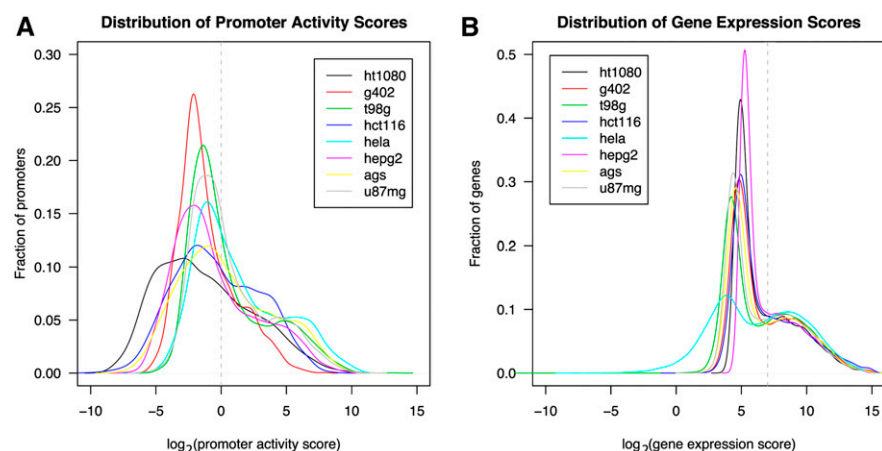 A
Distribution of Promoter Activity Scores
0.30
0.25
0.20
0.15
0.10
0.05
0.00
Fraction of promoters
ht1080
g402
t98g
hct116
hela
hepg2
ags
u87mg
−10
−5
0
5
10
15
log2(promoter activity score)
B
Distribution of Gene Expression Scores
0.5
0.4
0.3
0.2
0.1
0.0
Fraction of genes
ht1080
g402
t98g
hct116
hela
hepg2
ags
u87mg
−10
−5
0
5
10
15
log2(gene expression score)